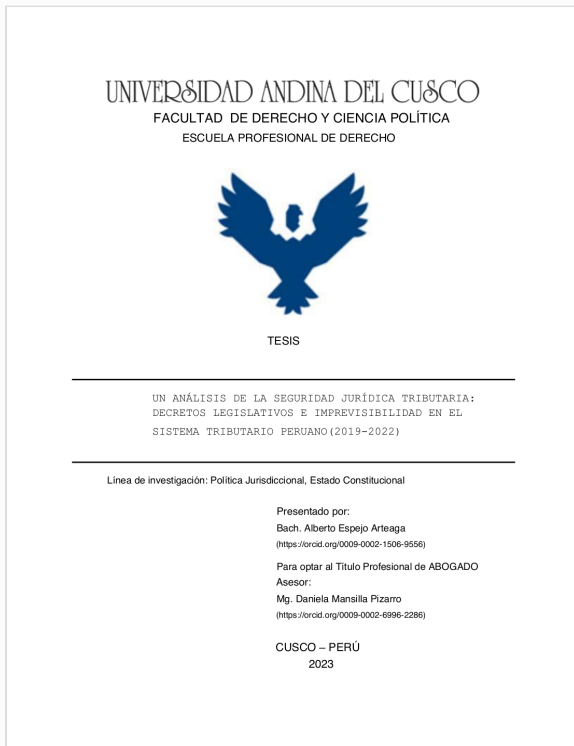 UNIVERSIDAD ANDINA DEL CUSCO
FACULTAD DE DERECHO Y CIENCIA POLÍTICA
ESCUELA PROFESIONAL DE DERECHO
TESIS
UN ANÁLISIS DE LA SEGURIDAD JURÍDICA TRIBUTARIA:
DECRETOS LEGISLATIVOS E IMPREVISIBILIDAD EN EL
SISTEMA TRIBUTARIO PERUANO(2019-2022)
Línea de investigación: Política Jurisdiccional, Estado Constitucional
Presentado por:
Bach. Alberto Espejo Arteaga
(https://orcid.org/0009-0002-1506-9556)
Para optar al Título Profesional de ABOGADO
Asesor:
Mg. Daniela Mansilla Pizarro
(https://orcid.org/0009-0002-6996-2286)
CUSCO – PERÚ
2023